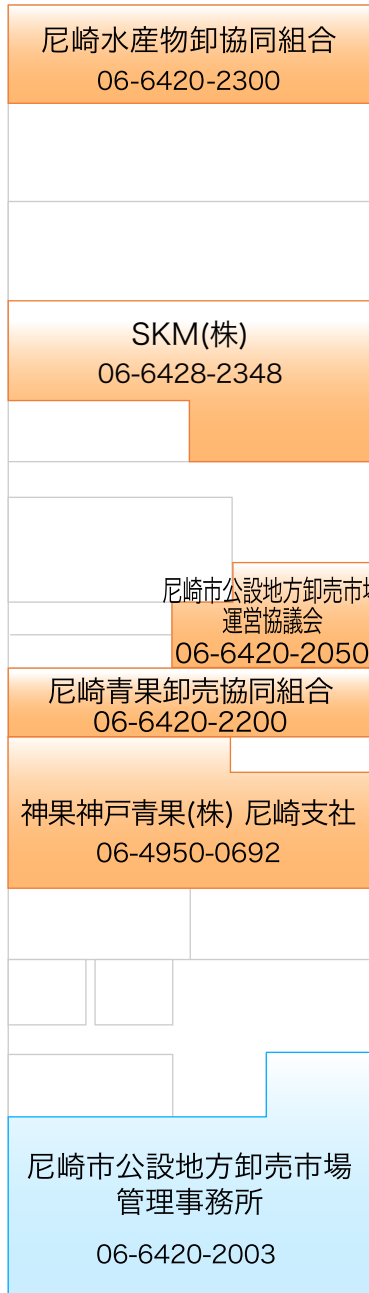 尼崎水産物卸協同組合
06-6420-2300
SKM(株)
06-6428-2348
尼崎市公設地方卸売市場
運営協議会
06-6420-2050
尼崎青果卸売協同組合
06-6420-2200
神果神戸青果(株) 尼崎支社
06-4950-0692
尼崎市公設地方卸売市場
管理事務所
06-6420-2003